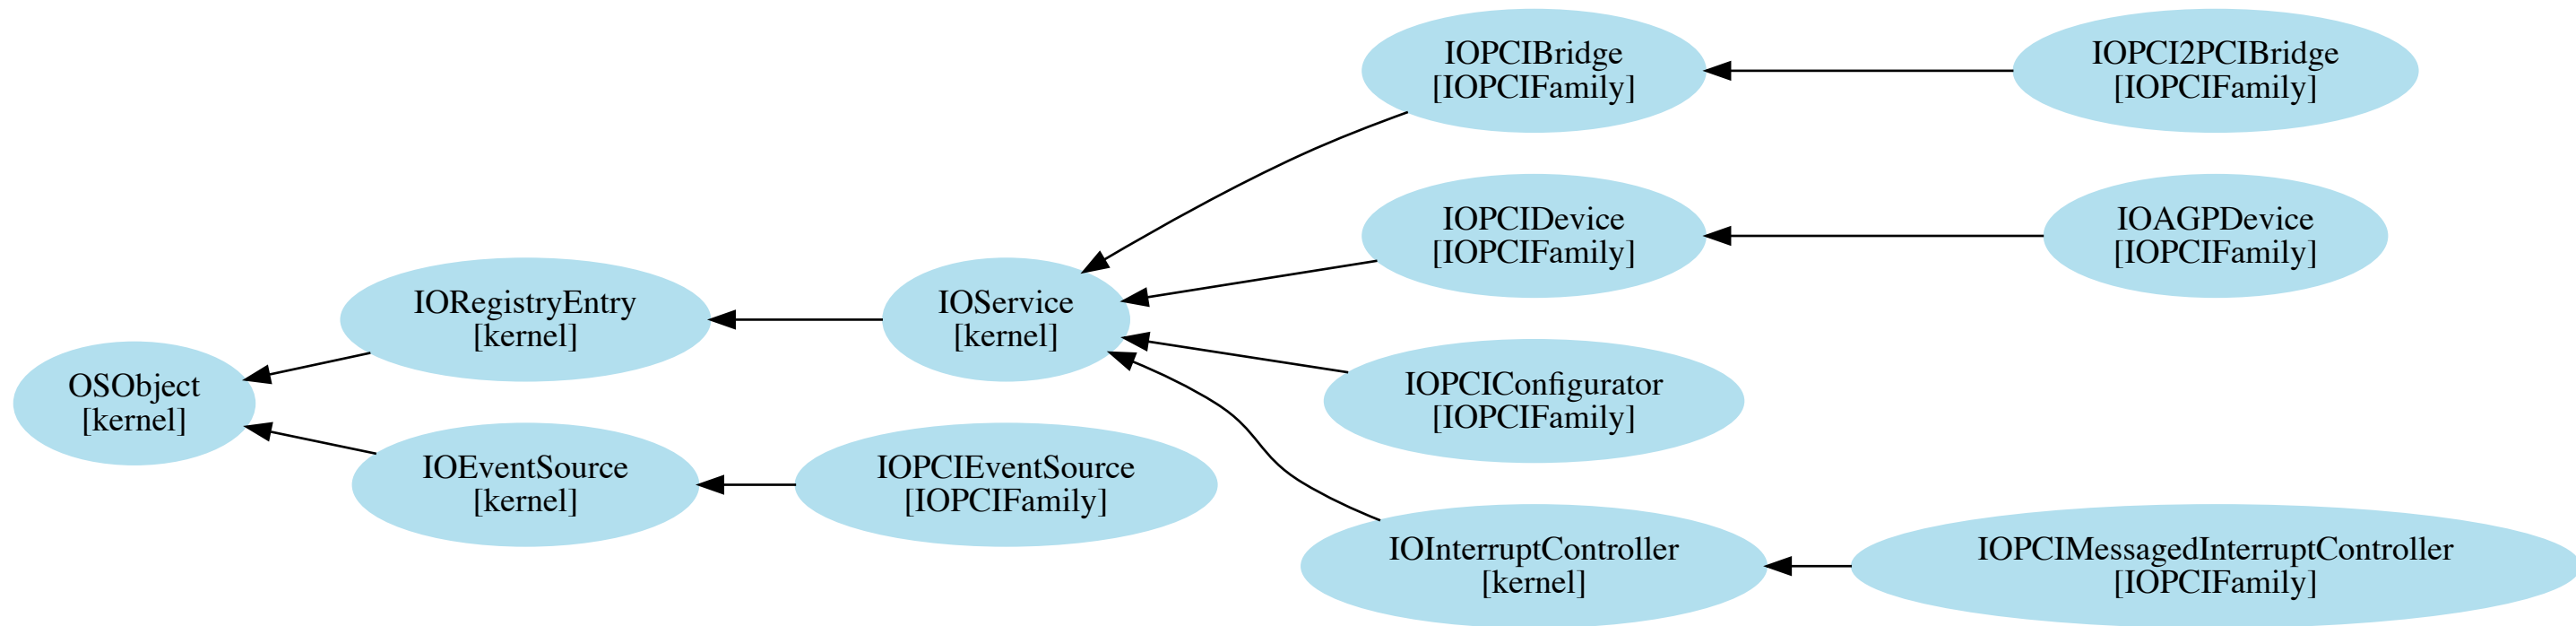 IOPCIBridge
[IOPCIFamily]
IOPCI2PCIBridge
[IOPCIFamily]
IOPCIDevice
[IOPCIFamily]
IOAGPDevice
[IOPCIFamily]
IORegistryEntry
[kernel]
IOService
[kernel]
OSObject
[kernel]
IOPCIConfigurator
[IOPCIFamily]
IOEventSource
[kernel]
IOPCIEventSource
[IOPCIFamily]
IOInterruptController
[kernel]
IOPCIMessagedInterruptController
[IOPCIFamily]